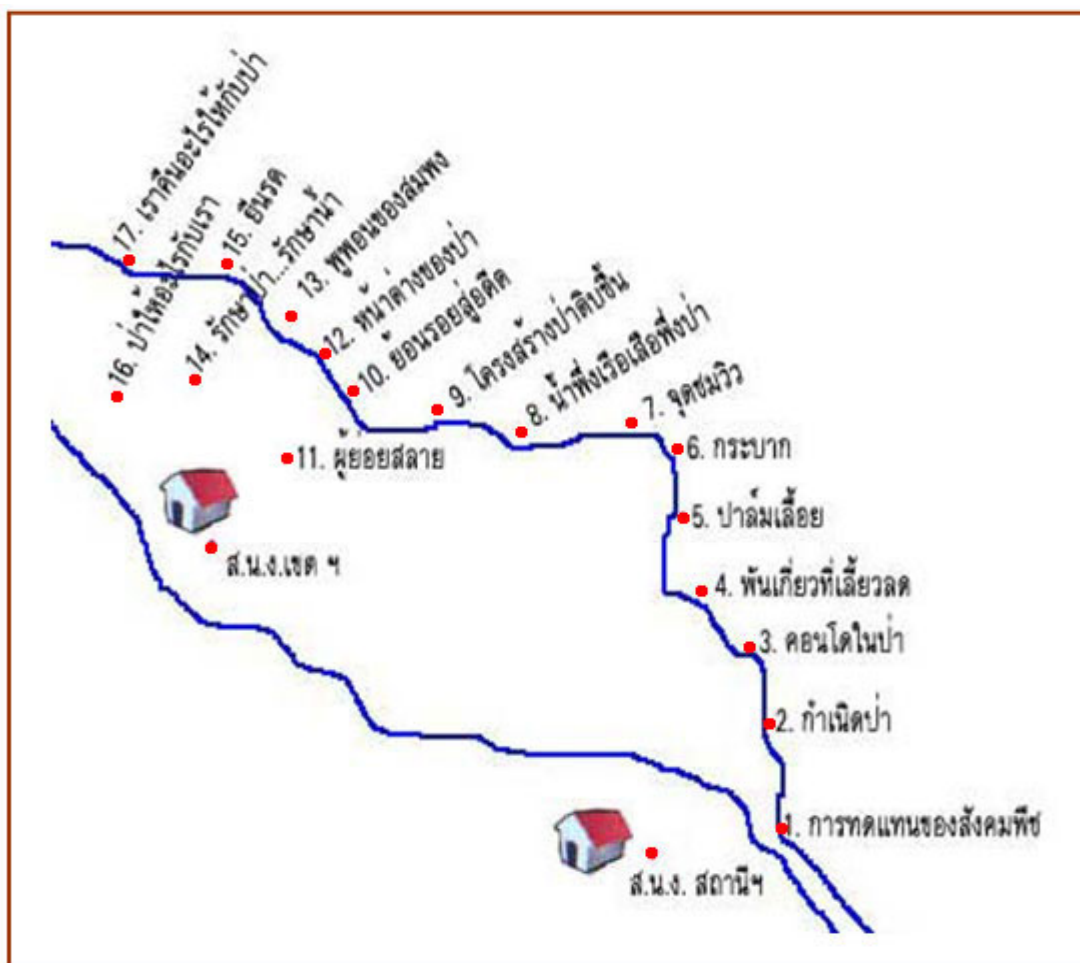 17. เราคืนอะไรให้กับป่า
16. ป่าให้อะไรกับเรา
15. ยืนรด
14. รักษาป่า...รักษาน้ำ
13. พูพอนของสมพง
12. หน้าต่างของป่า
10. ย้อนรอยสู่อดีต
9. โครงสร้างป่าดิบชื้น
8. น้ำพึ่งเรือเสือพึ่งป่า
7. จุดชมวิว
6. กระบาก
11. ผู้ย่อยสลาย
5. ปาล์มเลื้อย
ส.น.ง.เขต ฯ
4. พันเกี่ยวที่เลี้ยวลด
3. คอนโดในป่า
2. กำเนิดป่า
1. การทดแทนของสังคมพืช
ส.น.ง. สถานีฯ